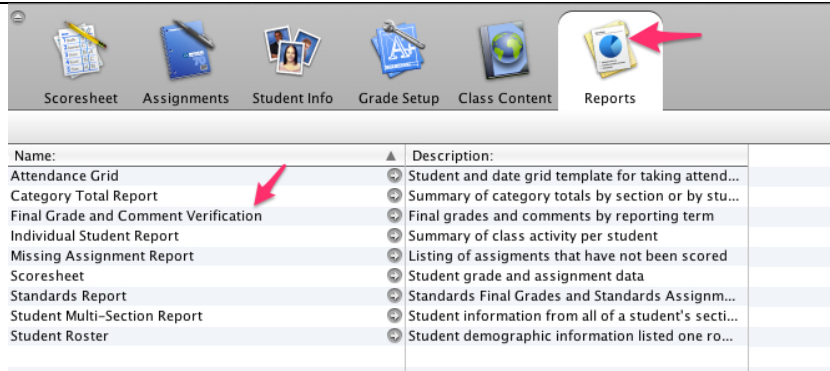 Scoresheet Assignments Student Info Grade Setup Class Content Reports
Name: Description:
Attendance Grid Student and date grid template for taking attend...
Category Total Report Summary of category totals by section or by stu...
Final Grade and Comment Verification Final grades and comments by reporting term
Individual Student Report Summary of class activity per student
Missing Assignment Report Listing of assigments that have not been scored
Scoresheet Student grade and assignment data
Standards Report Standards Final Grades and Standards Assignm...
Student Multi-Section Report Student information from all of a student's secti...
Student Roster Student demographic information listed one ro...